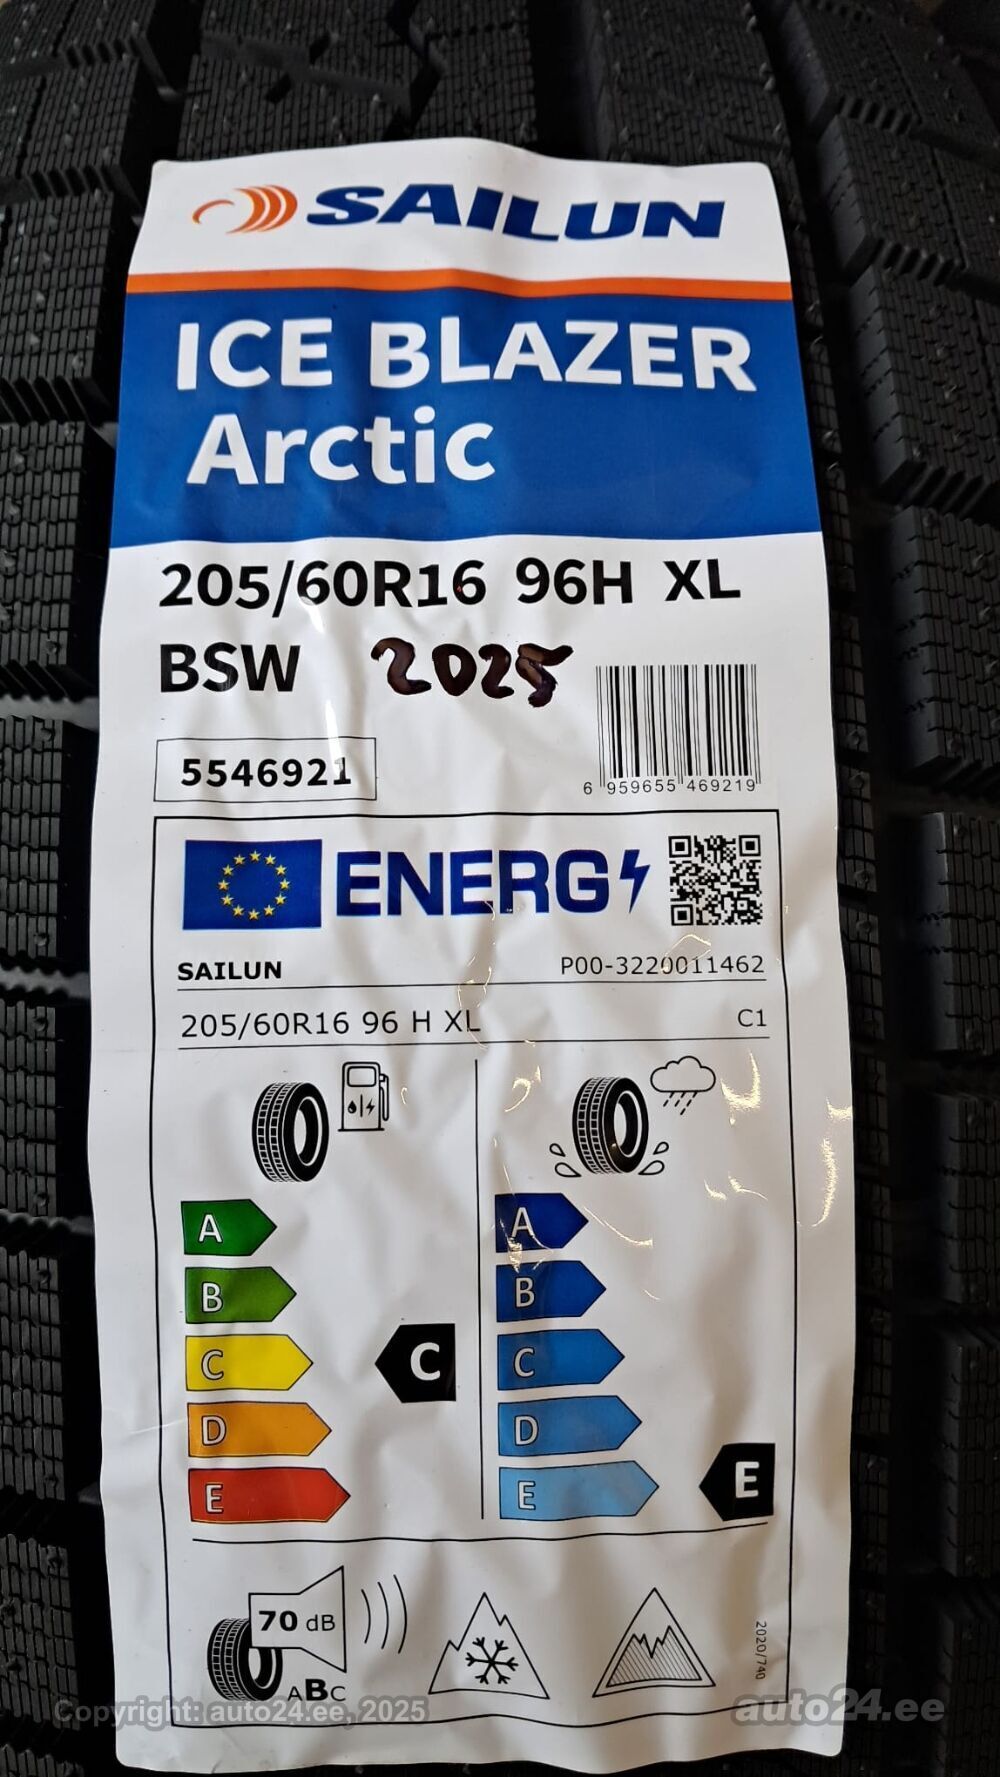 SAILUN
ICE BLAZER
Arctic
205/60R16 96H XL
BSW 2025
5546921
6 959655 469219
ENERG
SAILUN P00-3220011462
205/60R16 96 H XL C1
A A
B B
C C C
D D
E E E
70 dB
ABC
2020/740
Copyright: auto24.ee, 2025
auto24.ee